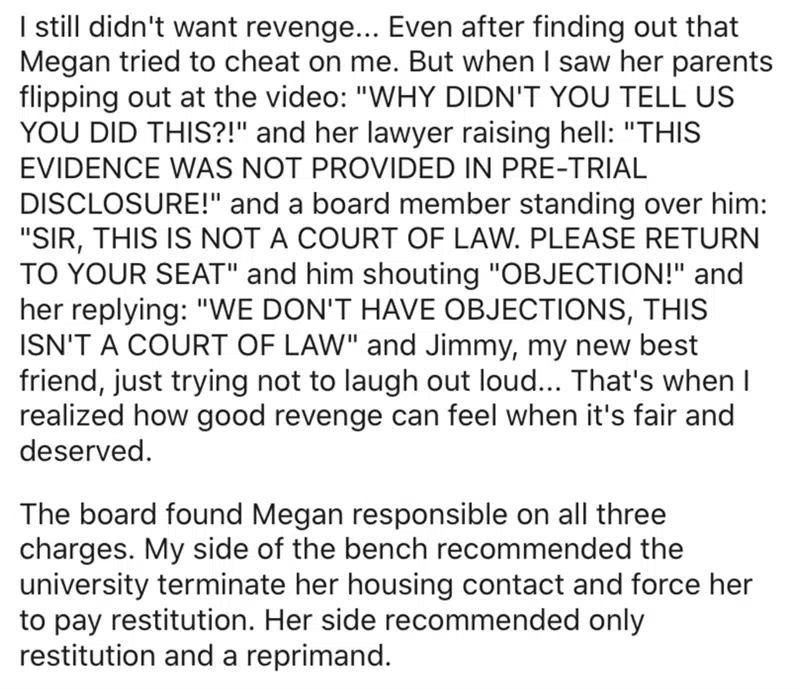 I still didn't want revenge... Even after finding out that
Megan tried to cheat on me. But when I saw her parents
flipping out at the video: "WHY DIDN'T YOU TELL US
YOU DID THIS?!" and her lawyer raising hell: "THIS
EVIDENCE WAS NOT PROVIDED IN PRE-TRIAL
DISCLOSURE!" and a board member standing over him:
"SIR, THIS IS NOT A COURT OF LAW. PLEASE RETURN
TO YOUR SEAT" and him shouting "OBJECTION!" and
her replying: "WE DON'T HAVE OBJECTIONS, THIS
ISN'T A COURT OF LAW" and Jimmy, my new best
friend, just trying not to laugh out loud... That's when I
realized how good revenge can feel when it's fair and
deserved.
The board found Megan responsible on all three
charges. My side of the bench recommended the
university terminate her housing contact and force her
to pay restitution. Her side recommended only
restitution and a reprimand.